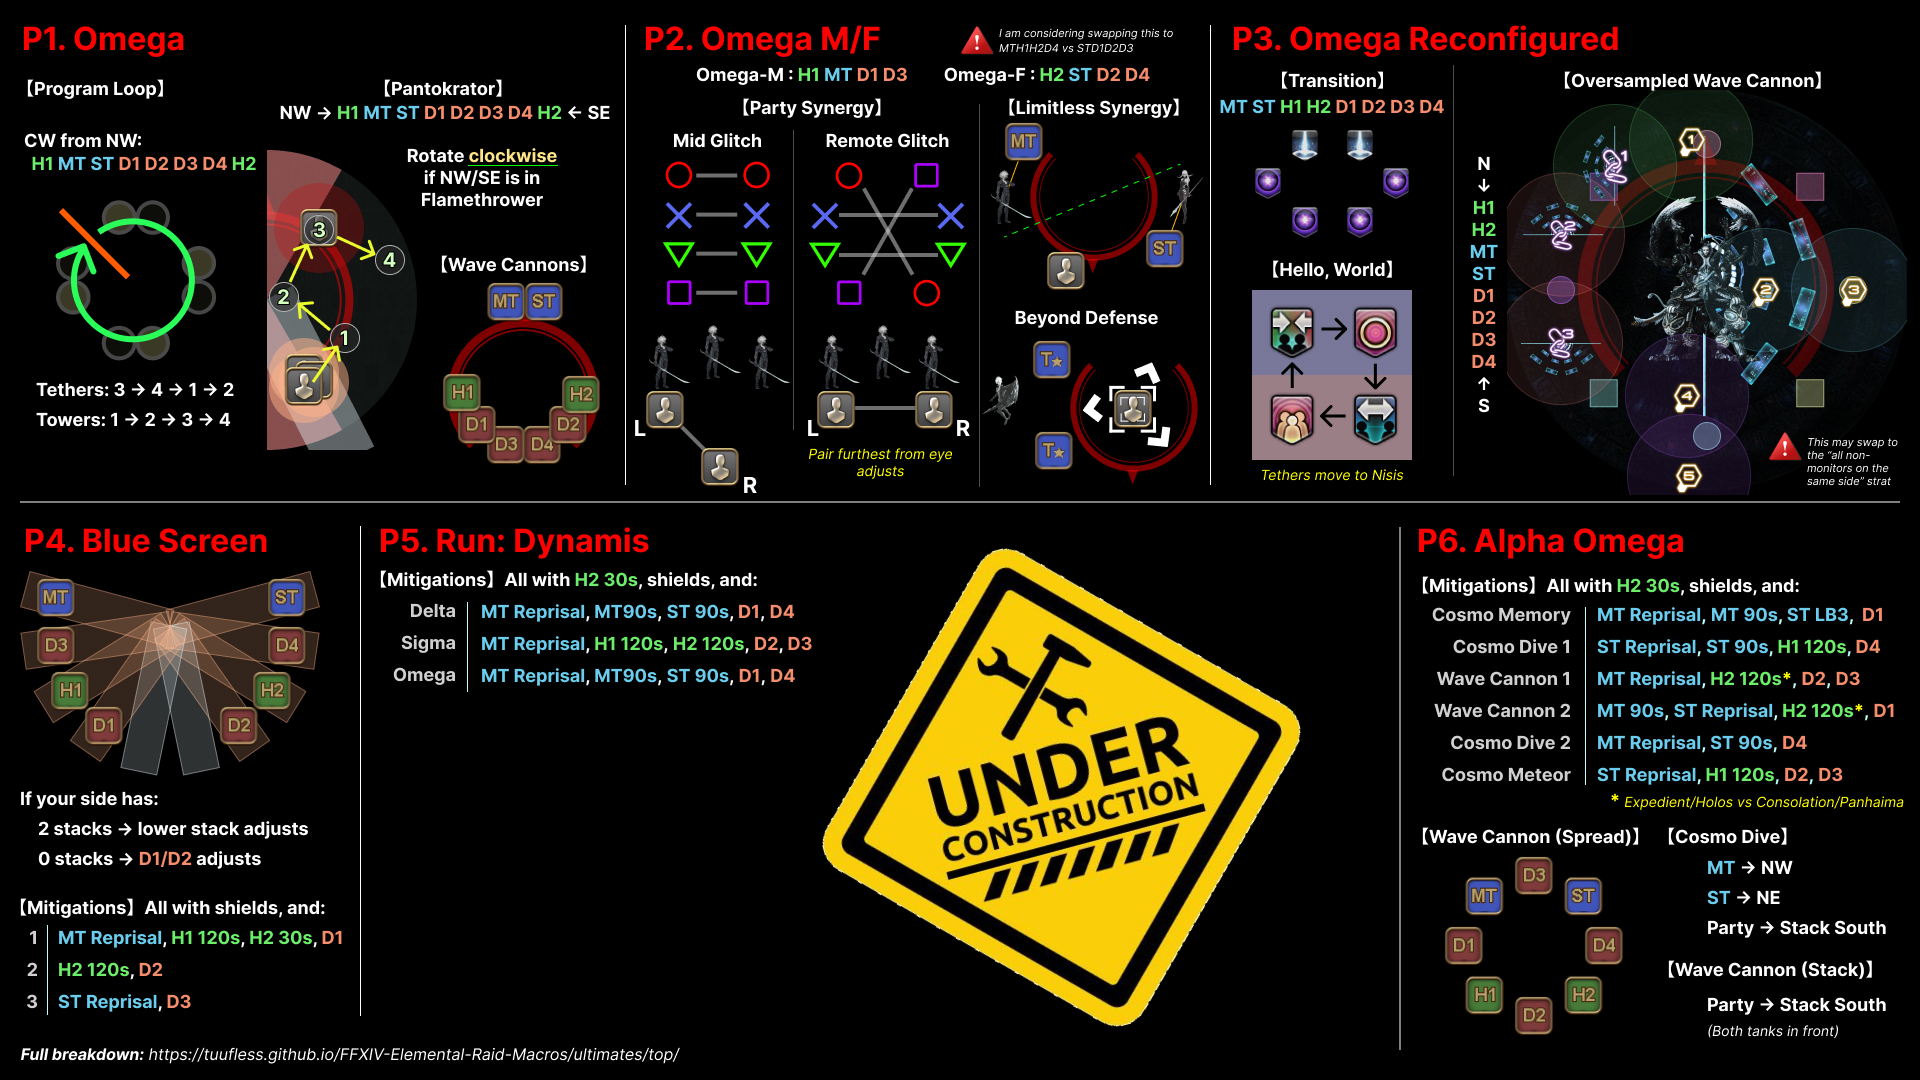 P1. Omega
【Program Loop】
CW from NW:
H1 MT ST D1 D2 D3 D4 H2
Tethers: 3 → 4 → 1 → 2
Towers: 1 → 2 → 3 → 4
【Pantokrator】
NW → H1 MT ST D1 D2 D3 D4 H2 ← SE
Rotate clockwise
if NW/SE is in
Flamethrower
3
4
2
1
【Wave Cannons】
MT ST
H1 H2
D1 D2
D3 D4
P2. Omega M/F
I am considering swapping this to
MTH1H2D4 vs STD1D2D3
Omega-M : H1 MT D1 D3
Omega-F : H2 ST D2 D4
【Party Synergy】
Mid Glitch
Remote Glitch
L
R
L R
Pair furthest from eye
adjusts
【Limitless Synergy】
MT
ST
Beyond Defense
T★
T★
P3. Omega Reconfigured
【Transition】
MT ST H1 H2 D1 D2 D3 D4
【Hello, World】
Tethers move to Nisis
【Oversampled Wave Cannon】
N
↓
H1
H2
MT
ST
D1
D2
D3
D4
↑
S
1
1
2
2
3
3
4
5
This may swap to
the "all non-
monitors on the
same side" strat
P4. Blue Screen
MT ST
D3 D4
H1 H2
D1 D2
If your side has:
2 stacks → lower stack adjusts
0 stacks → D1/D2 adjusts
【Mitigations】All with shields, and:
1 MT Reprisal, H1 120s, H2 30s, D1
2 H2 120s, D2
3 ST Reprisal, D3
P5. Run: Dynamis
【Mitigations】All with H2 30s, shields, and:
Delta MT Reprisal, MT90s, ST 90s, D1, D4
Sigma MT Reprisal, H1 120s, H2 120s, D2, D3
Omega MT Reprisal, MT90s, ST 90s, D1, D4
UNDER
CONSTRUCTION
P6. Alpha Omega
【Mitigations】All with H2 30s, shields, and:
Cosmo Memory MT Reprisal, MT 90s, ST LB3, D1
Cosmo Dive 1 ST Reprisal, ST 90s, H1 120s, D4
Wave Cannon 1 MT Reprisal, H2 120s*, D2, D3
Wave Cannon 2 MT 90s, ST Reprisal, H2 120s*, D1
Cosmo Dive 2 MT Reprisal, ST 90s, D4
Cosmo Meteor ST Reprisal, H1 120s, D2, D3
* Expedient/Holos vs Consolation/Panhaima
【Wave Cannon (Spread)】
D3
MT ST
D1 D4
H1 H2
D2
【Cosmo Dive】
MT → NW
ST → NE
Party → Stack South
【Wave Cannon (Stack)】
Party → Stack South
(Both tanks in front)
Full breakdown: https://tuufless.github.io/FFXIV-Elemental-Raid-Macros/ultimates/top/